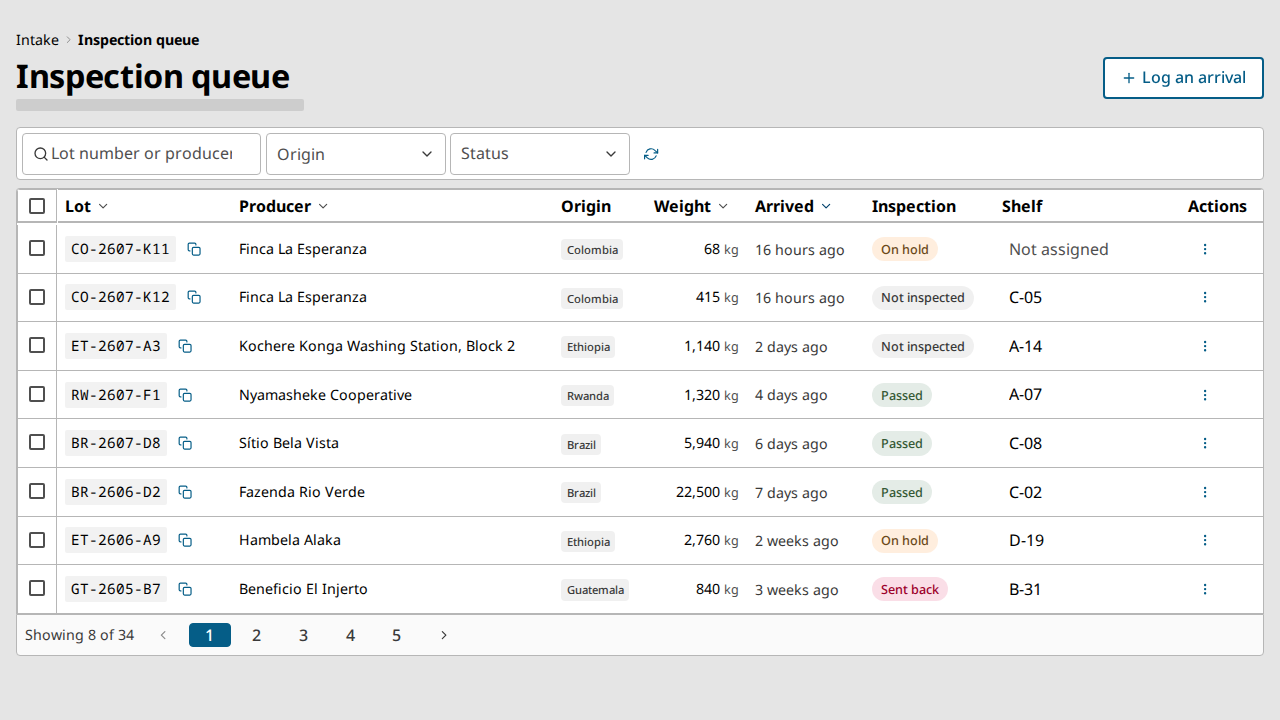 Intake > Inspection queue
Inspection queue
+ Log an arrival
Lot number or producer Origin Status
Lot Producer Origin Weight Arrived Inspection Shelf Actions
CO-2607-K11 Finca La Esperanza Colombia 68 kg 16 hours ago On hold Not assigned
CO-2607-K12 Finca La Esperanza Colombia 415 kg 16 hours ago Not inspected C-05
ET-2607-A3 Kochere Konga Washing Station, Block 2 Ethiopia 1,140 kg 2 days ago Not inspected A-14
RW-2607-F1 Nyamasheke Cooperative Rwanda 1,320 kg 4 days ago Passed A-07
BR-2607-D8 Sítio Bela Vista Brazil 5,940 kg 6 days ago Passed C-08
BR-2606-D2 Fazenda Rio Verde Brazil 22,500 kg 7 days ago Passed C-02
ET-2606-A9 Hambela Alaka Ethiopia 2,760 kg 2 weeks ago On hold D-19
GT-2605-B7 Beneficio El Injerto Guatemala 840 kg 3 weeks ago Sent back B-31
Showing 8 of 34 1 2 3 4 5